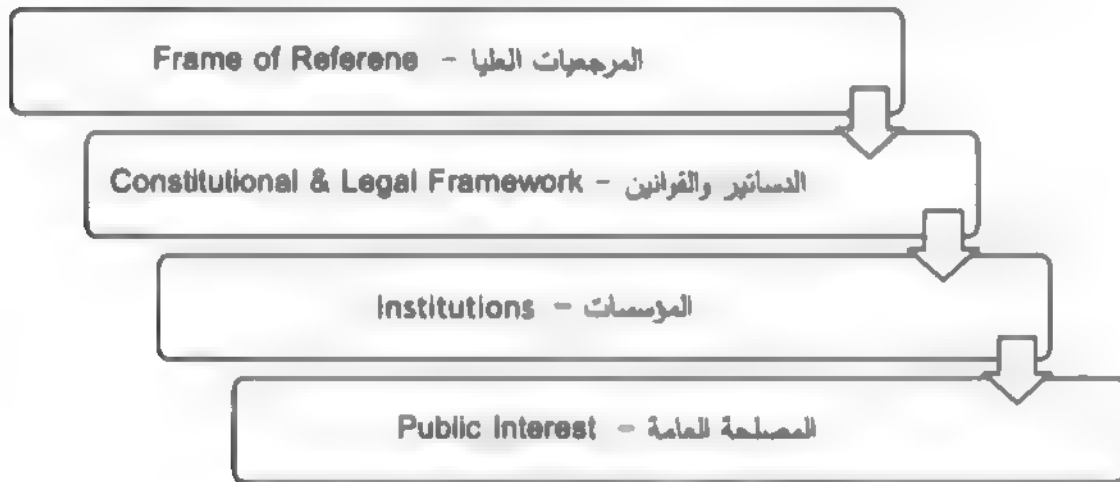 Frame of Referene - المرجعيات العليا
Constitutional & Legal Framework - الدساتير والقوانين
Institutions - المؤسسات
Public Interest - المصلحة العامة